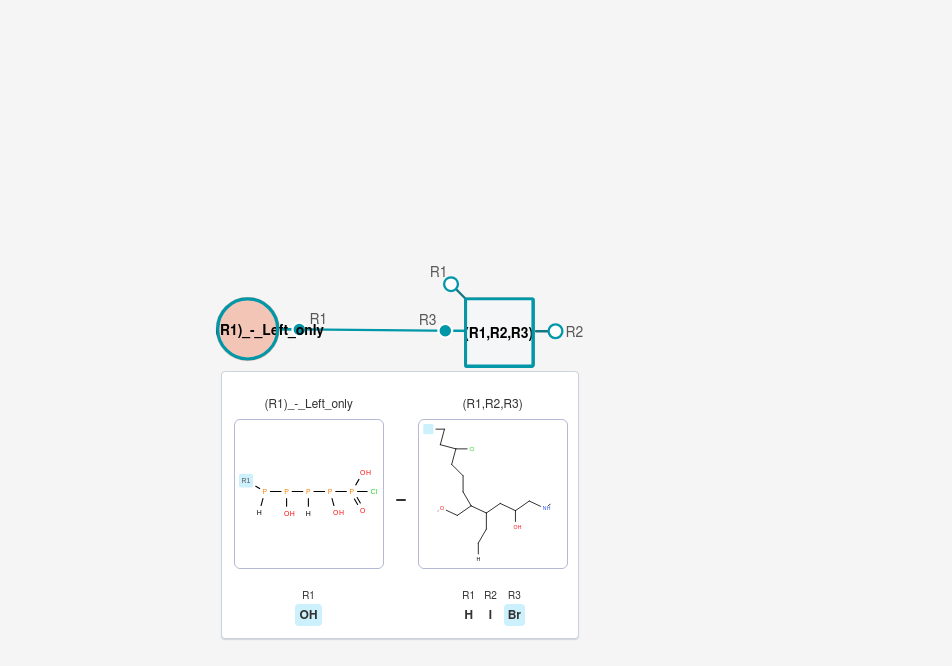 R1
R1) - Left_only
R1
R3
(R1,R2,R3)
R2
(R1)_-_Left_only
(R1,R2,R3)
R1
P
P
P
P
P
OH
Cl
H
OH
H
OH
O
–
Cl
O
OH
NH
H
R1
R1
R2
R3
OH
H
I
Br